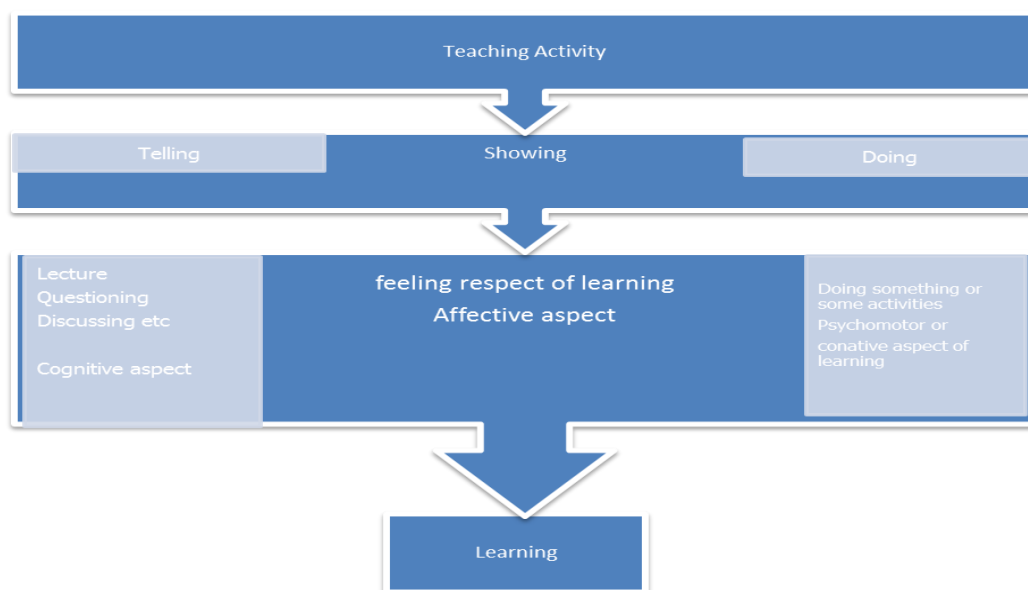 Teaching Activity
Telling
Showing
Doing
Lecture
Questioning
Discussing etc
Cognitive aspect
feeling respect of learning
Affective aspect
Doing something or
some activities
Psychomotor or
conative aspect of
learning
Learning